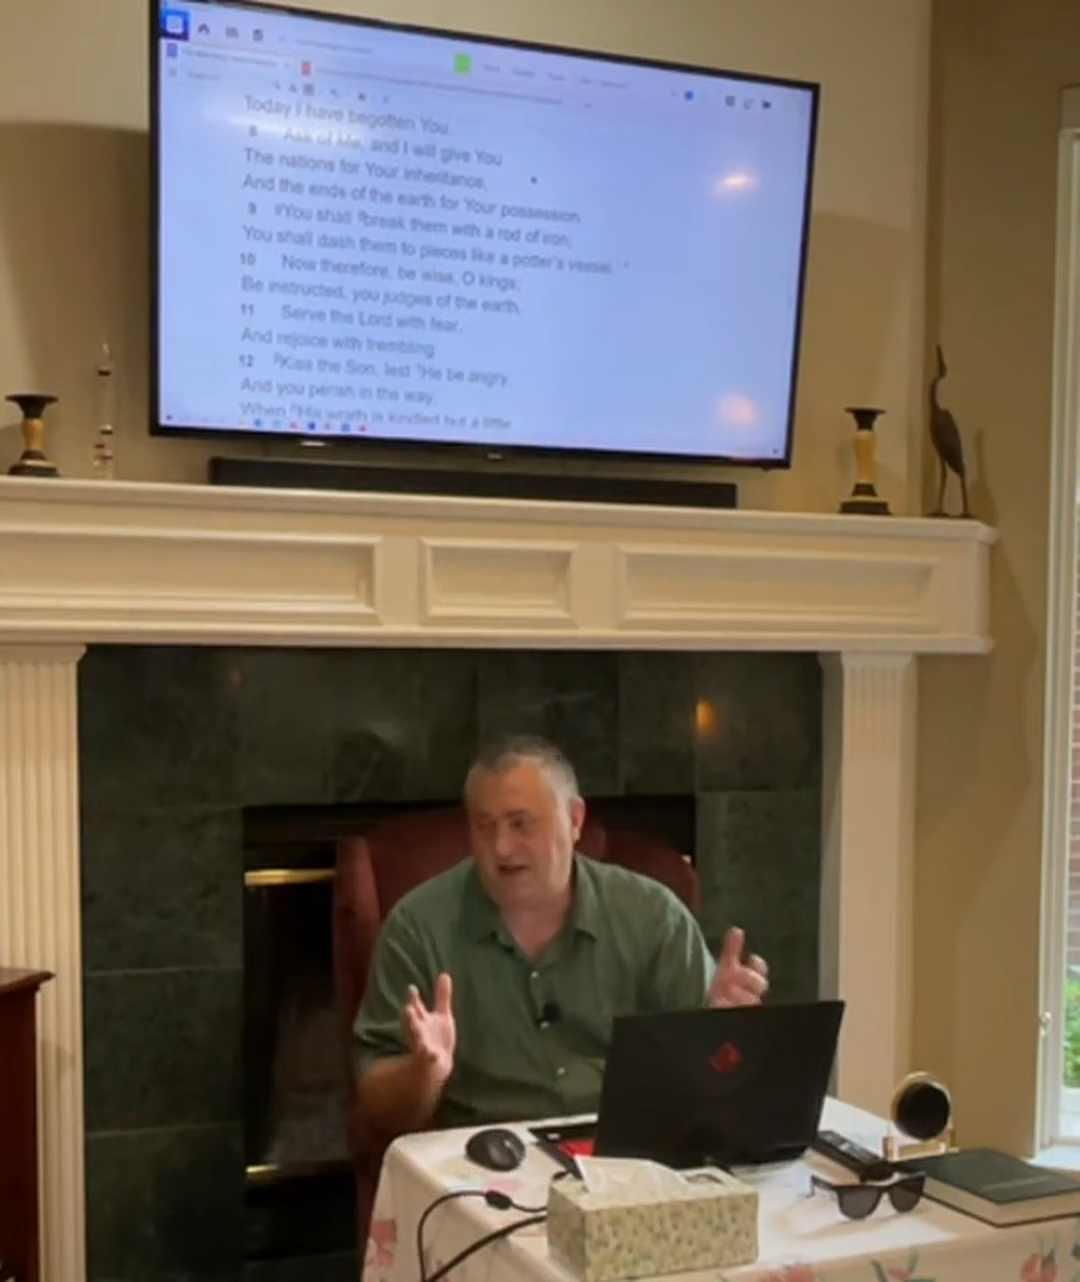 Today I have begotten You.
8 Ask of Me, and I will give You
The nations for Your inheritance,
And the ends of the earth for Your possession.
9 You shall break them with a rod of iron;
You shall dash them to pieces like a potter's vessel.' "
10 Now therefore, be wise, O kings;
Be instructed, you judges of the earth.
11 Serve the Lord with fear,
And rejoice with trembling.
12 Kiss the Son, lest He be angry,
And you perish in the way,
When His wrath is kindled but a little.